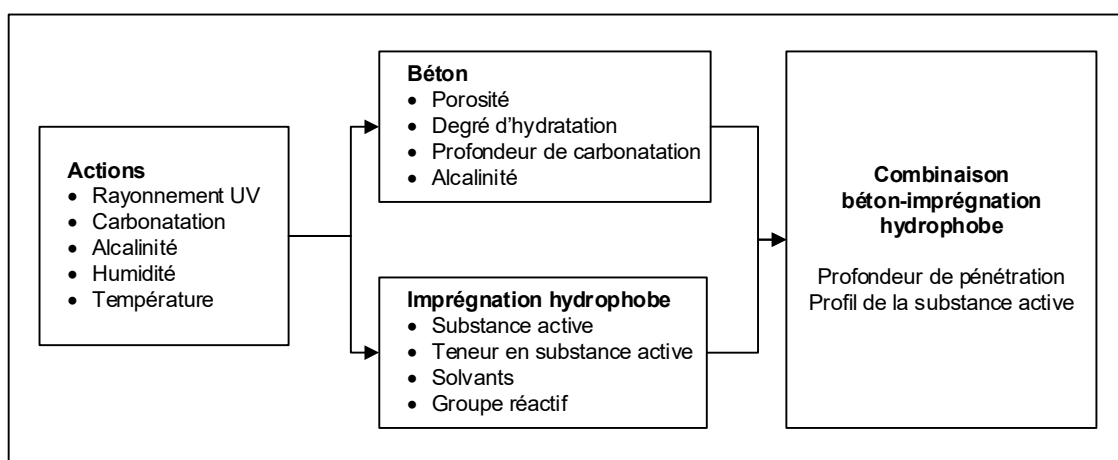 Actions
• Rayonnement UV
• Carbonatation
• Alcalinité
• Humidité
• Température
Béton
• Porosité
• Degré d'hydratation
• Profondeur de carbonatation
• Alcalinité
Imprégnation hydrophobe
• Substance active
• Teneur en substance active
• Solvants
• Groupe réactif
Combinaison
béton-imprégnation
hydrophobe
Profondeur de pénétration
Profil de la substance active